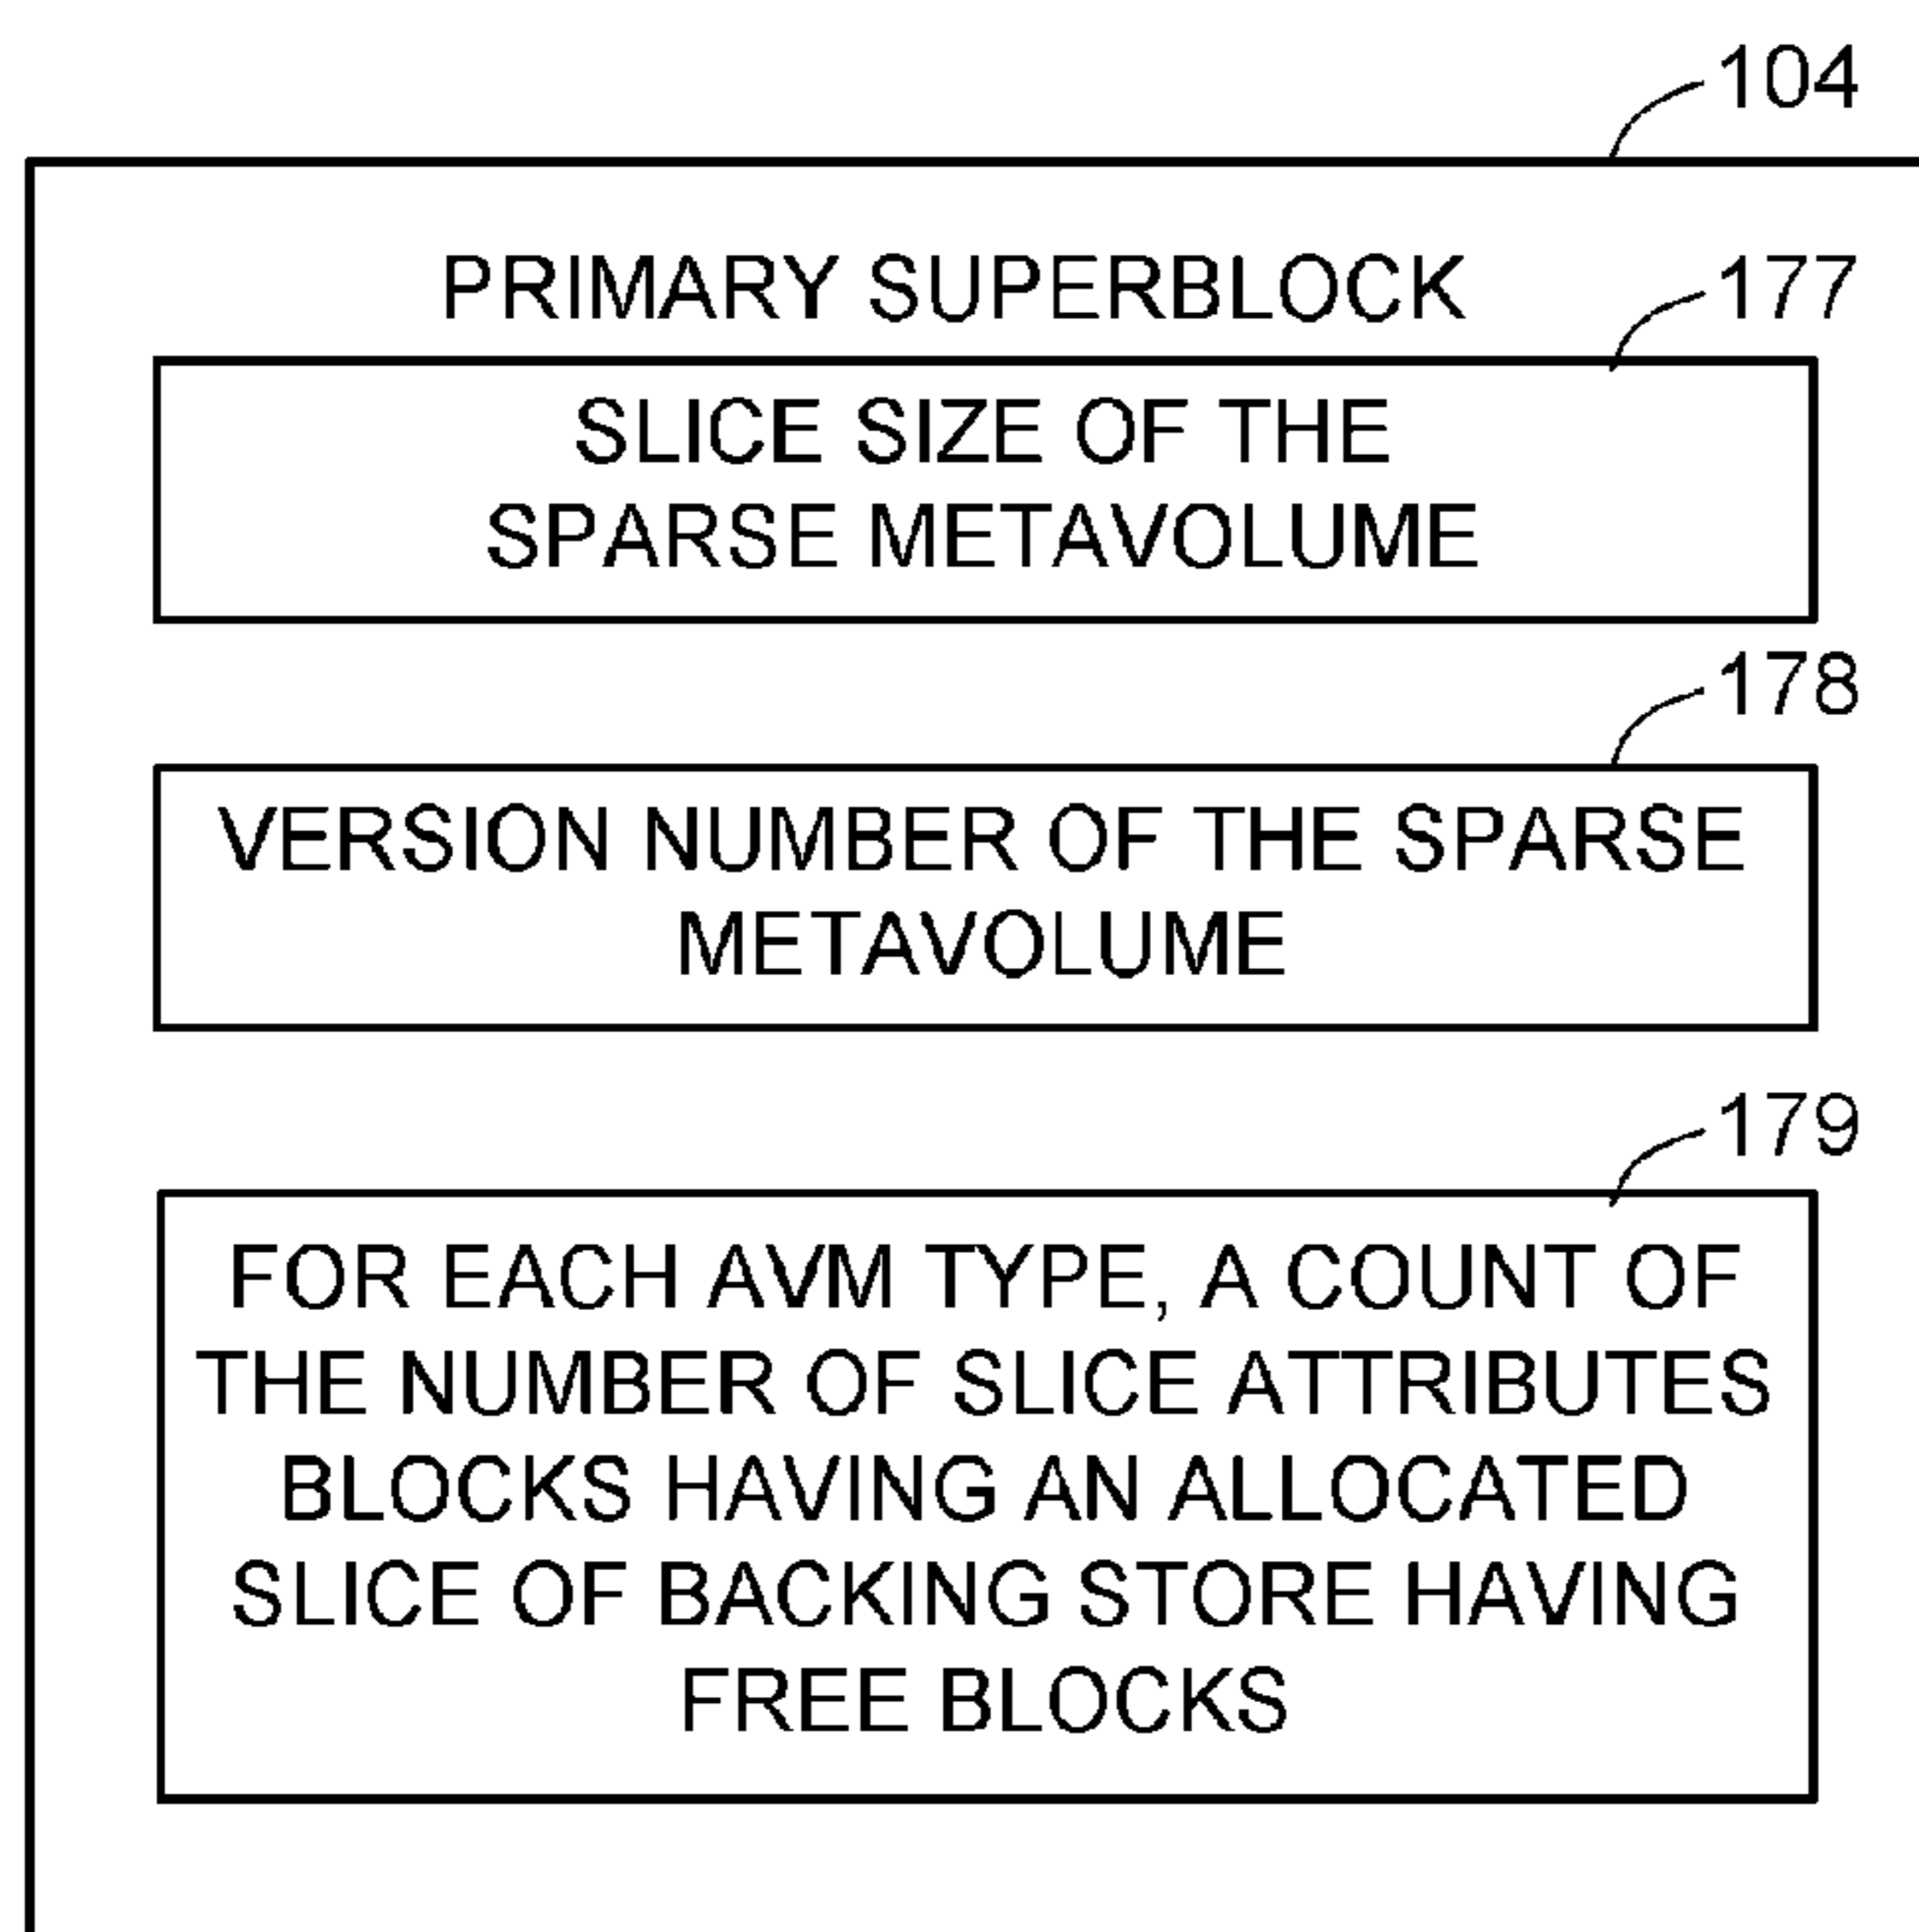 104
PRIMARY SUPERBLOCK
177
SLICE SIZE OF THE
SPARSE METAVOLUME
178
VERSION NUMBER OF THE SPARSE
METAVOLUME
179
FOR EACH AVM TYPE, A COUNT OF
THE NUMBER OF SLICE ATTRIBUTES
BLOCKS HAVING AN ALLOCATED
SLICE OF BACKING STORE HAVING
FREE BLOCKS